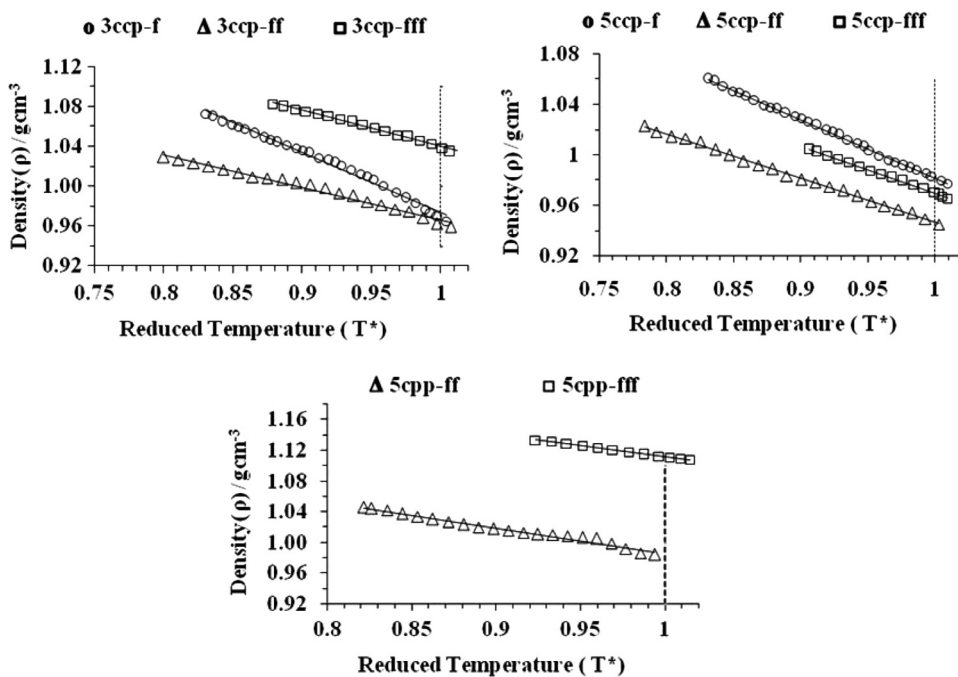 3ccp-f 3ccp-ff 3ccp-fff
1.12
1.08
1.04
1.00
0.96
0.92
Density(ρ)/gcm-3
0.75 0.8 0.85 0.9 0.95 1
Reduced Temperature ( T*)
5ccp-f 5ccp-ff 5ccp-fff
1.08
1.04
1
0.96
0.92
Density(ρ)/gcm-3
0.75 0.8 0.85 0.9 0.95 1
Reduced Temperature ( T*)
5cpp-ff 5cpp-fff
1.16
1.12
1.08
1.04
1.00
0.96
0.92
Density(ρ)/gcm-3
0.8 0.85 0.9 0.95 1
Reduced Temperature ( T*)